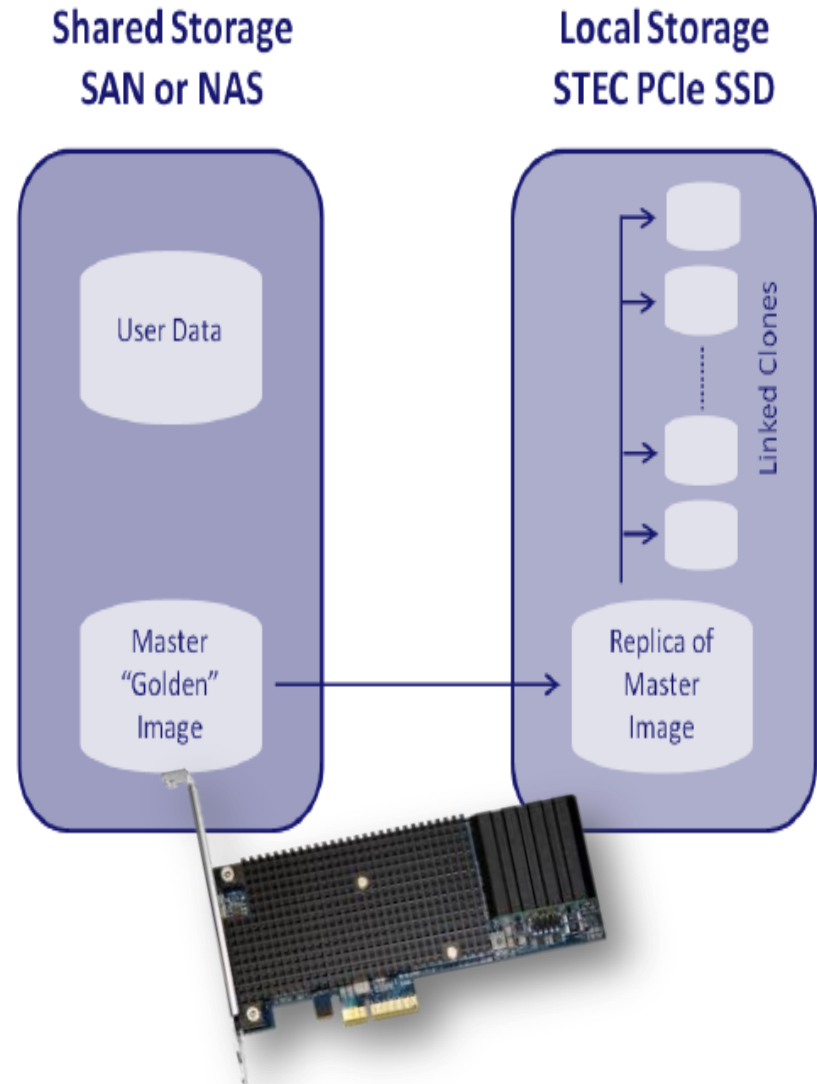 Shared Storage
SAN or NAS
Local Storage
STEC PCIe SSD
User Data
Master
“Golden”
Image
Linked Clones
Replica of
Master
Image